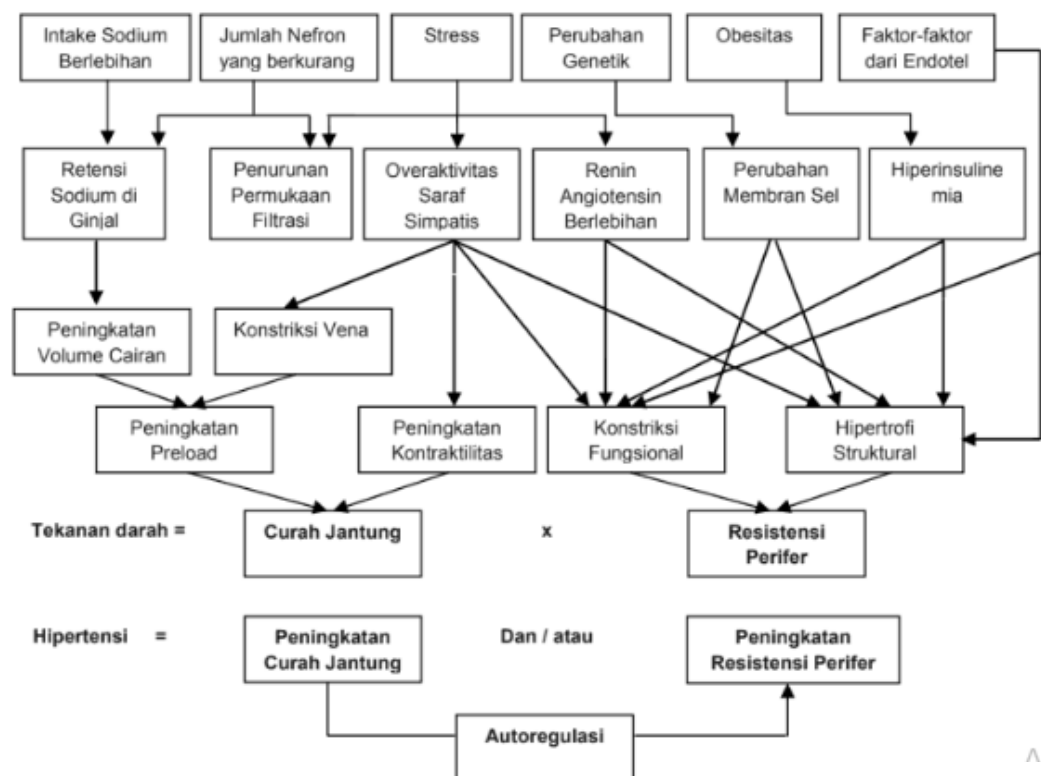 Intake Sodium
Berlebihan
Jumlah Nefron
yang berkurang
Stress
Perubahan
Genetik
Obesitas
Faktor-faktor
dari Endotel
Retensi
Sodium di
Ginjal
Penurunan
Permukaan
Filtrasi
Overaktivitas
Saraf
Simpatis
Renin
Angiotensin
Berlebihan
Perubahan
Membran Sel
Hiperinsuline
mia
Peningkatan
Volume Cairan
Konstriksi Vena
Peningkatan
Preload
Peningkatan
Kontraktilitas
Konstriksi
Fungsional
Hipertrofi
Struktural
Tekanan darah =
Curah Jantung
x
Resistensi
Perifer
Hipertensi =
Peningkatan
Curah Jantung
Dan / atau
Peningkatan
Resistensi Perifer
Autoregulasi